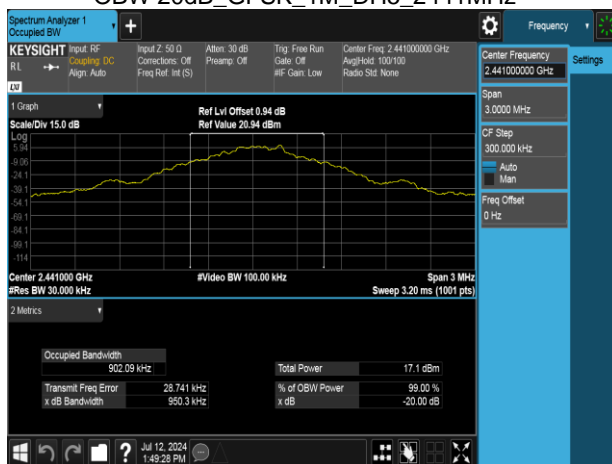 OBW 20dB_GFSK_1M_DH5_2441MHz
Spectrum Analyzer 1
Occupied BW
+
Frequency
KEYSIGHT
Input: RF
Input Z: 50 Ω
Atten: 30 dB
Trig: Free Run
Center Freq: 2.441000000 GHz
RL
Coupling: DC
Corrections: Off
Preamp: Off
Gate: Off
Avg|Hold: 100/100
Align: Auto
Freq Ref: Int (S)
#IF Gain: Low
Radio Std: None
LXI
Center Frequency
2.441000000 GHz
Settings
Span
3.0000 MHz
CF Step
300.000 kHz
Auto
Man
Freq Offset
0 Hz
1 Graph
Ref Lvl Offset 0.94 dB
Scale/Div 15.0 dB
Ref Value 20.94 dBm
Log
5.94
-9.06
-24.1
-39.1
-54.1
-69.1
-84.1
-99.1
-114
Center 2.441000 GHz
#Video BW 100.00 kHz
Span 3 MHz
#Res BW 30.000 kHz
Sweep 3.20 ms (1001 pts)
2 Metrics
Occupied Bandwidth
902.09 kHz
Total Power
17.1 dBm
Transmit Freq Error
28.741 kHz
% of OBW Power
99.00 %
x dB Bandwidth
950.3 kHz
x dB
-20.00 dB
?
Jul 12, 2024
1:49:28 PM